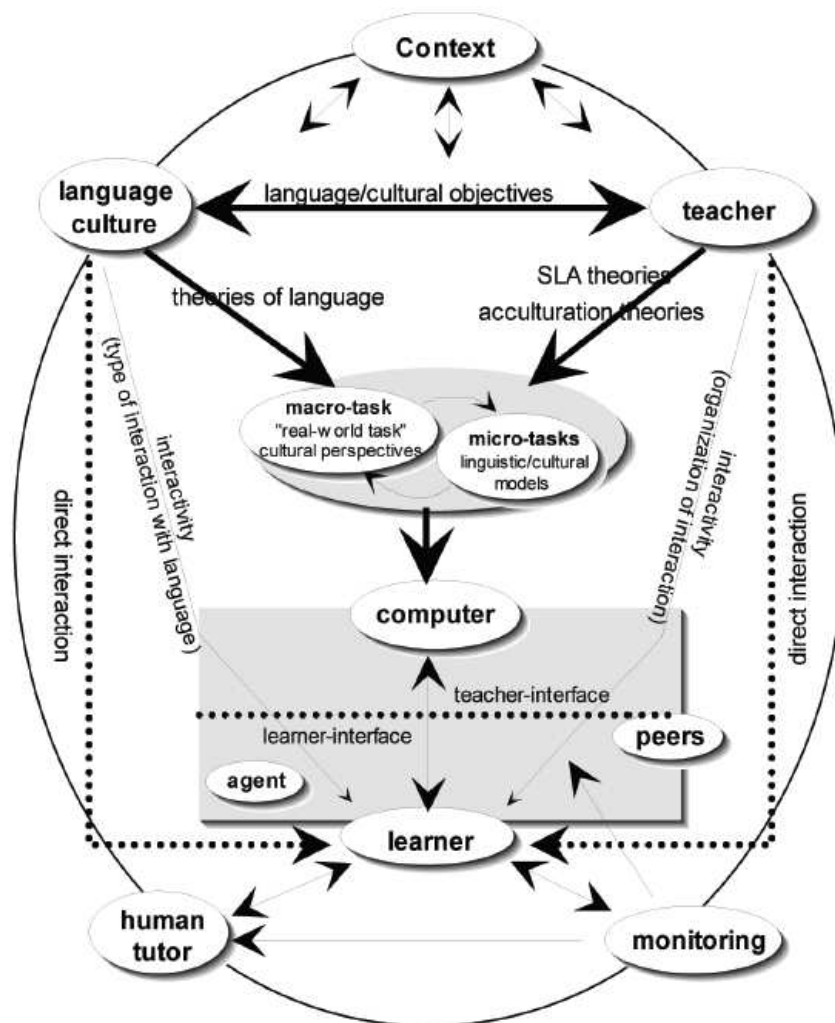 Context
language
culture
language/cultural objectives
teacher
theories of language
SLA theories
acculturation theories
macro-task
"real-world task"
cultural perspectives
micro-tasks
linguistic/cultural
models
interactivity
(type of interaction with language)
interactivity
(organization of interaction)
direct interaction
direct interaction
computer
teacher-interface
learner-interface
peers
agent
learner
human
tutor
monitoring